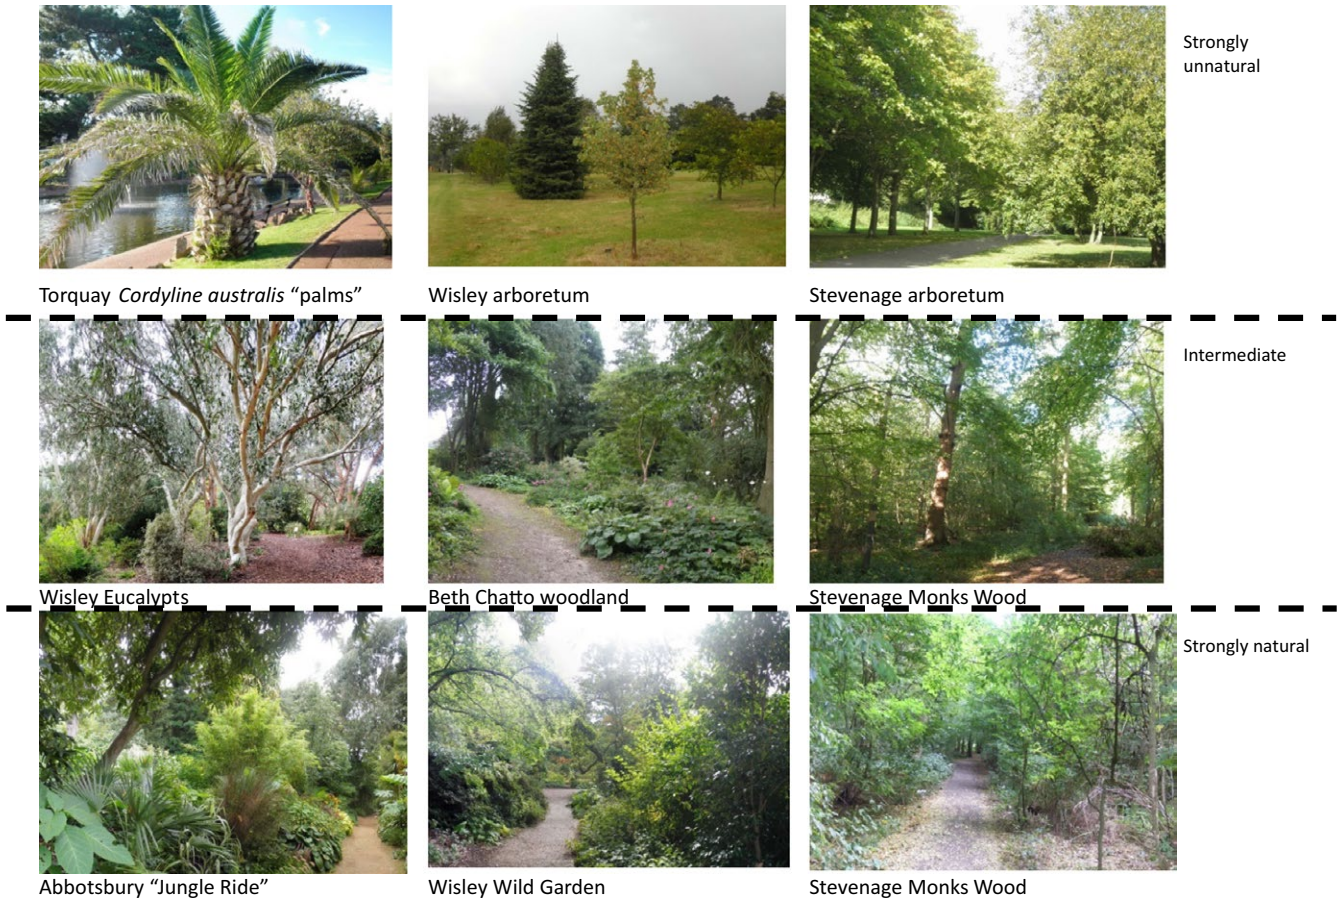 Strongly
unnatural
Torquay Cordyline australis “palms”
Wisley arboretum
Stevenage arboretum
Intermediate
Wisley Eucalypts
Beth Chatto woodland
Stevenage Monks Wood
Strongly natural
Abbotsbury “Jungle Ride”
Wisley Wild Garden
Stevenage Monks Wood